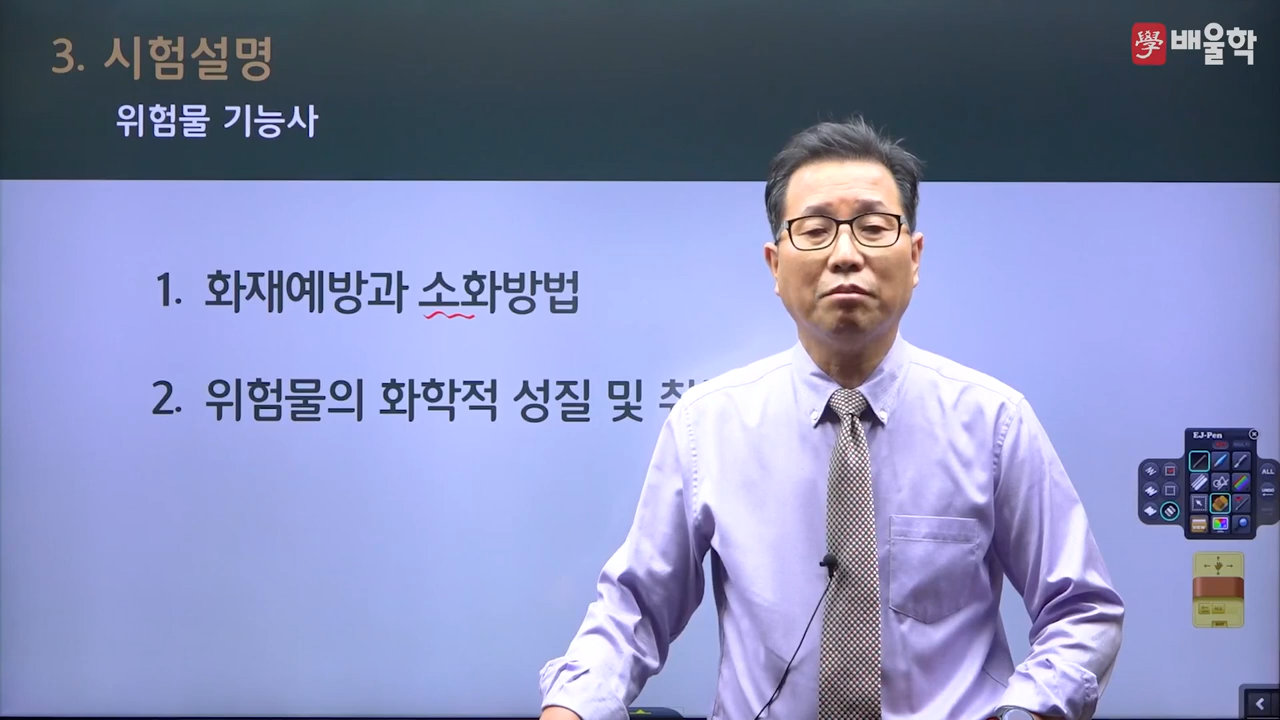 3. 시험설명
위험물 기능사
學 배울학
1. 화재예방과 소화방법
2. 위험물의 화학적 성질 및
EJ-Pen
ALL
UNDO
VIEW